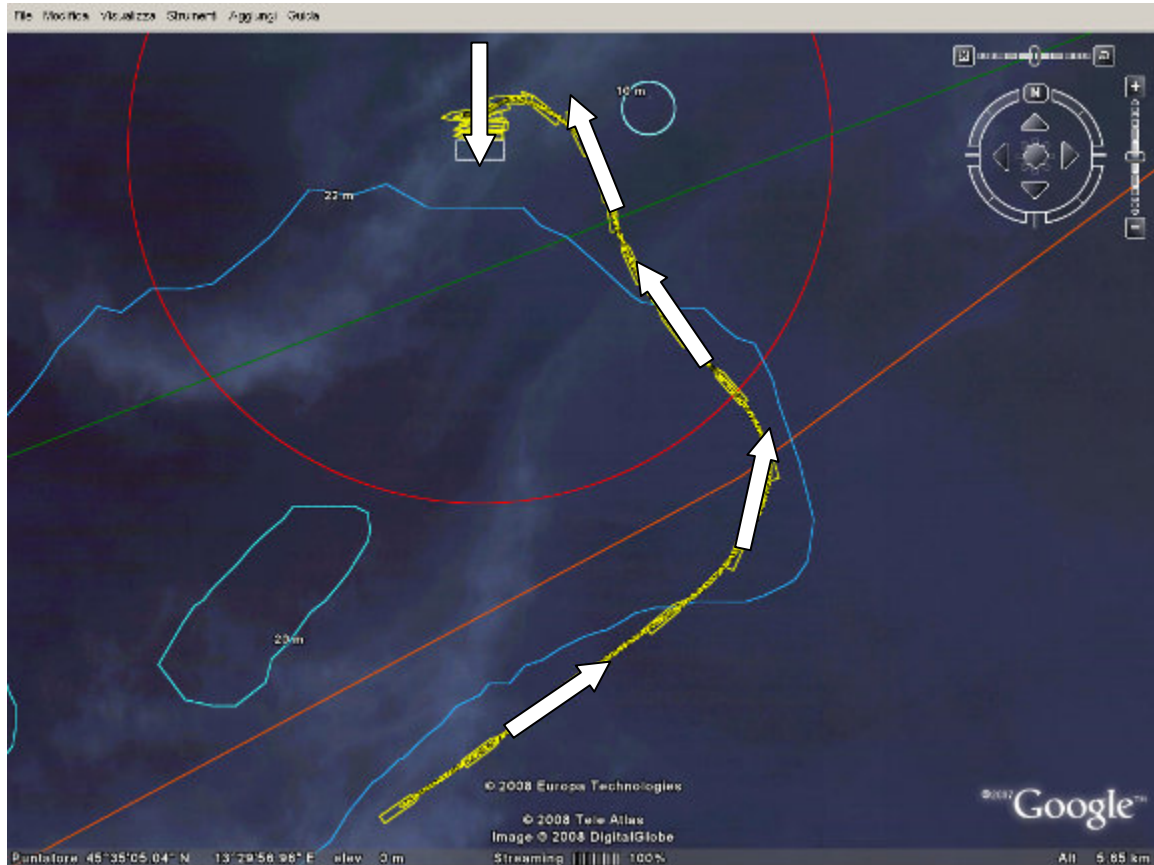 File Modifica Visualizza Strumenti Aggiungi Guida
N
10 m
22 m
20 m
© 2008 Europa Technologies
© 2008 Tele Atlas
Image © 2008 DigitalGlobe
©2007 Google™
Puntatore 45°35'05.04" N 13°29'56.96" E elev 0 m Streaming 100% Alt 5.65 km